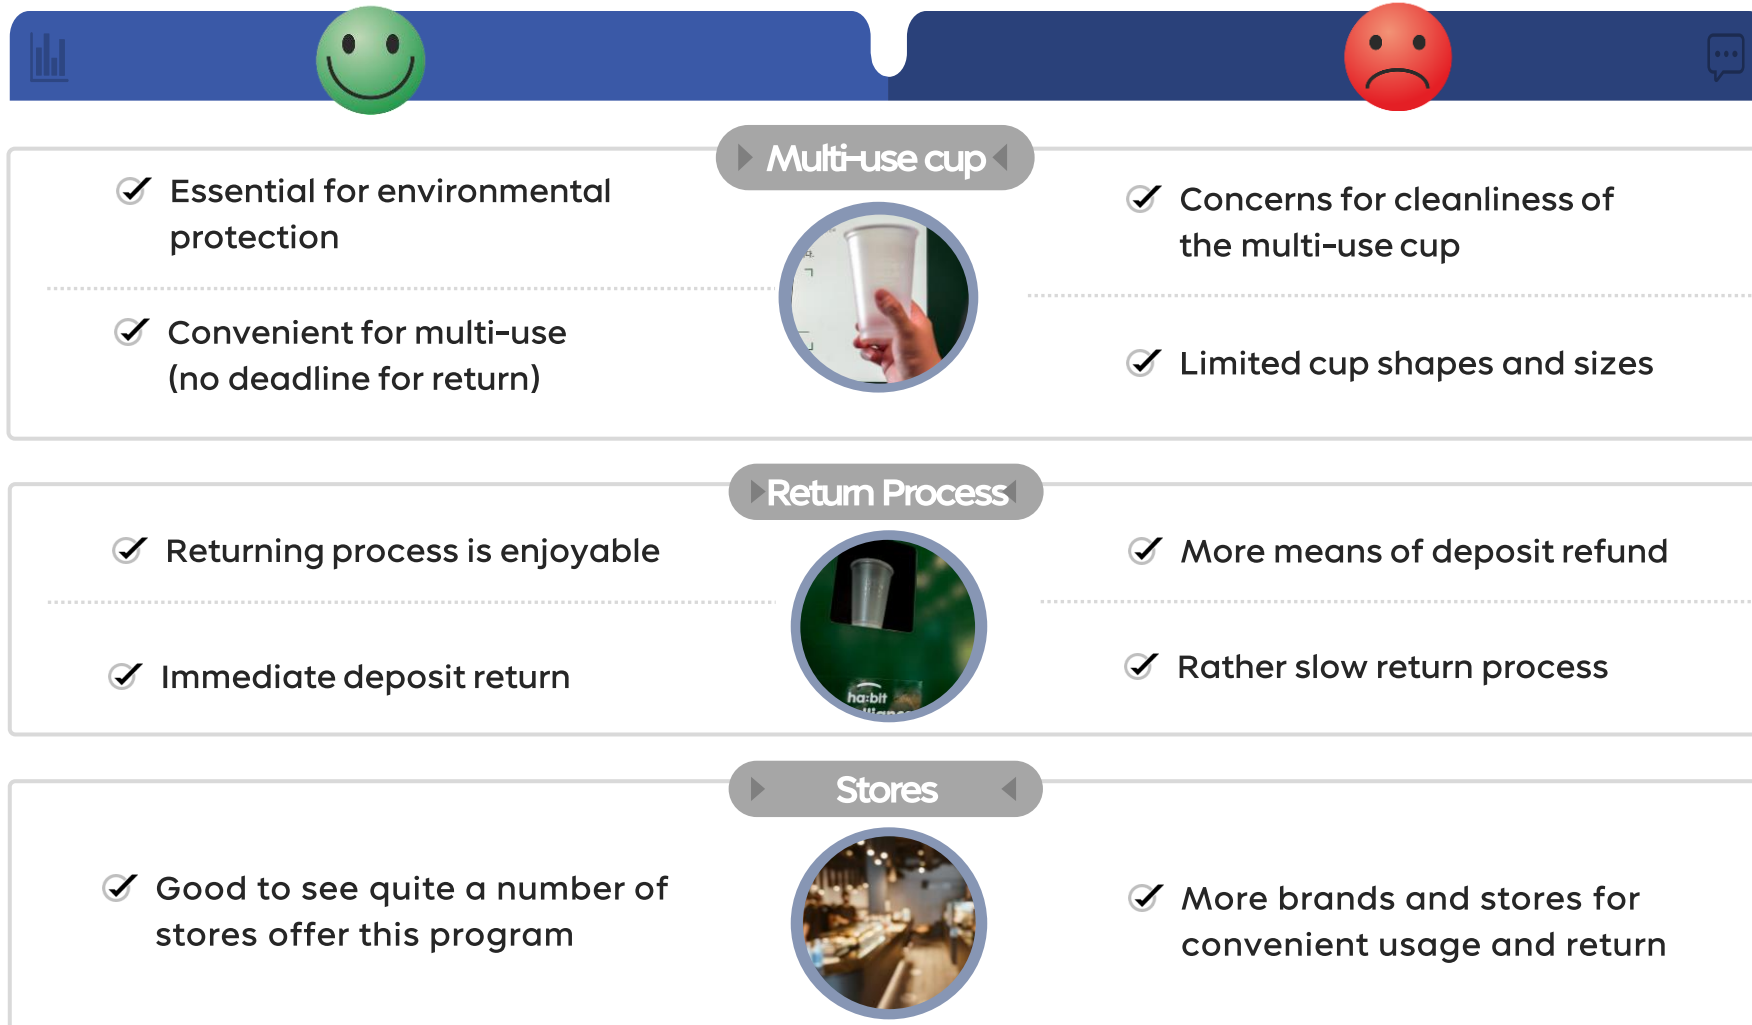 Multi-use cup
Essential for environmental
protection
Convenient for multi-use
(no deadline for return)
Concerns for cleanliness of
the multi-use cup
Limited cup shapes and sizes
Return Process
Returning process is enjoyable
Immediate deposit return
ha:bit
More means of deposit refund
Rather slow return process
Stores
Good to see quite a number of
stores offer this program
More brands and stores for
convenient usage and return